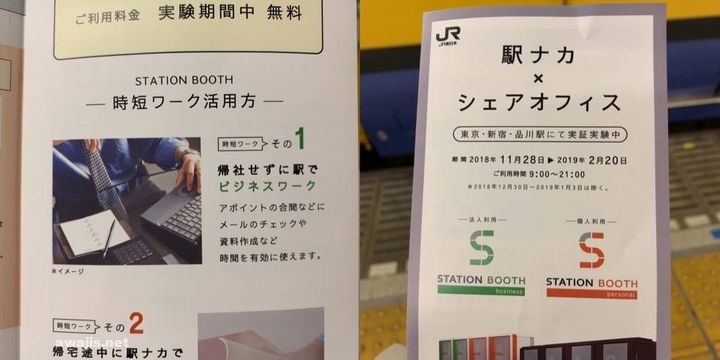 ご利用料金 実験期間中 無料
STATION BOOTH
時短ワーク活用方
時短ワーク その1
帰社せずに駅で
ビジネスワーク
アポイントの合間などに
メールのチェックや
資料作成など
時間を有効に使えます。
※イメージ
時短ワーク その2
帰宅途中に駅ナカで
awajis.net
JR
JR東日本
駅ナカ
×
シェアオフィス
東京・新宿・品川駅にて実証実験中
期間 2018年 11月28日▶2019年 2月20日
ご利用時間 9:00〜21:00
※2018年12月30日〜2019年1月3日は除く。
法人利用
S
STATION BOOTH
business
個人利用
S
STATION BOOTH
personal